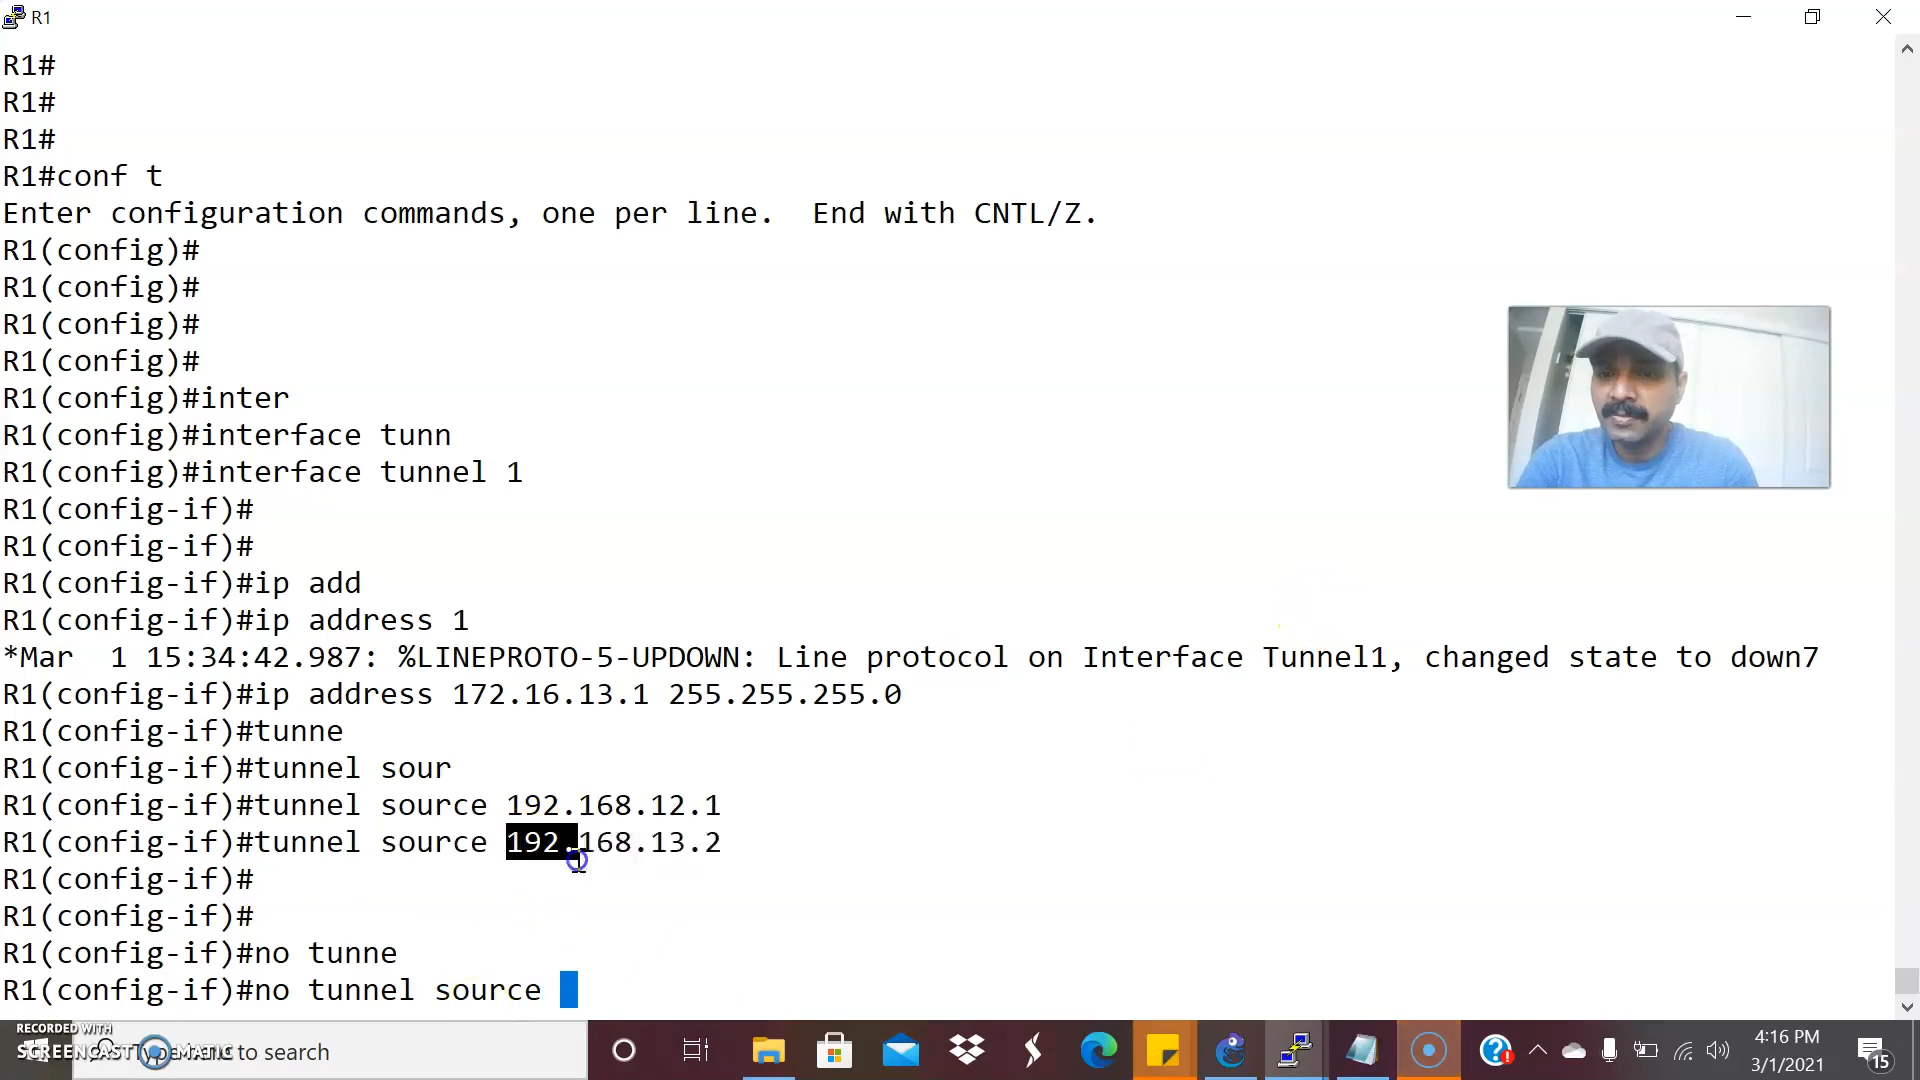 R1
R1#
R1#
R1#
R1#conf t
Enter configuration commands, one per line.  End with CNTL/Z.
R1(config)#
R1(config)#
R1(config)#
R1(config)#
R1(config)#inter
R1(config)#interface tunn
R1(config)#interface tunnel 1
R1(config-if)#
R1(config-if)#
R1(config-if)#ip add
R1(config-if)#ip address 1
*Mar  1 15:34:42.987: %LINEPROTO-5-UPDOWN: Line protocol on Interface Tunnel1, changed state to down7
R1(config-if)#ip address 172.16.13.1 255.255.255.0
R1(config-if)#tunne
R1(config-if)#tunnel sour
R1(config-if)#tunnel source 192.168.12.1
R1(config-if)#tunnel source 192.168.13.2
R1(config-if)#
R1(config-if)#
R1(config-if)#no tunne
R1(config-if)#no tunnel source
RECORDED WITH
SCREENCAST MATIC
to search
4:16 PM
3/1/2021
15